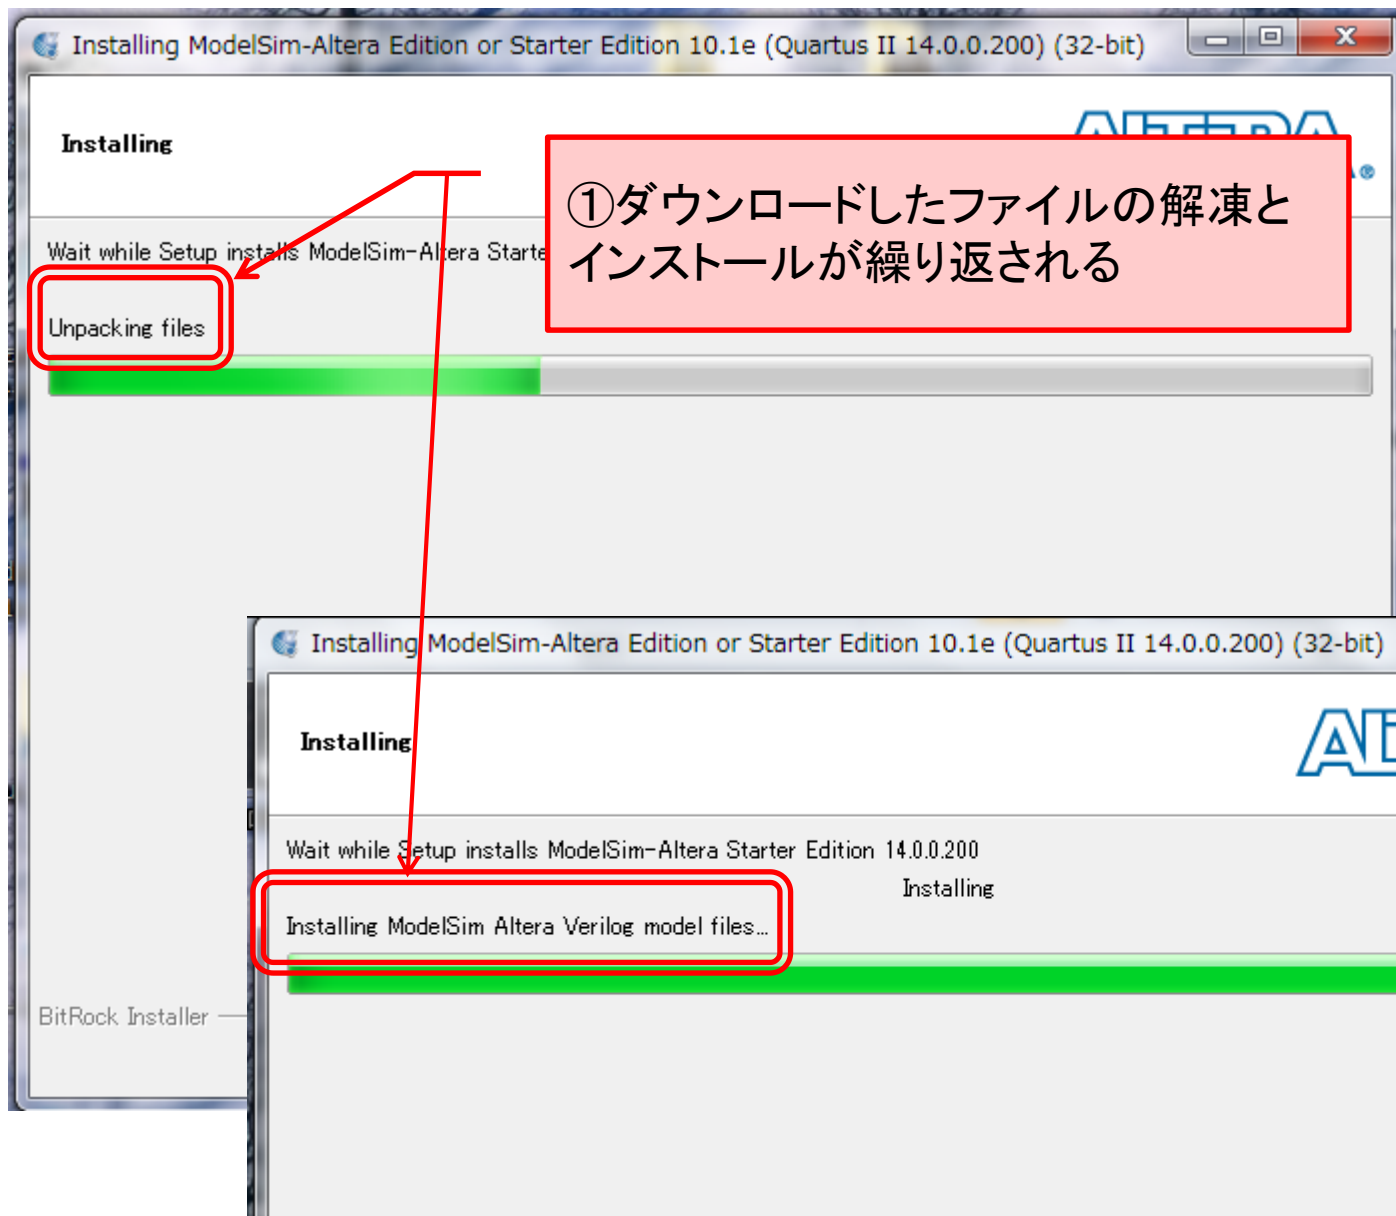 Installing ModelSim-Altera Edition or Starter Edition 10.1e (Quartus II 14.0.0.200) (32-bit)
Installing
①ダウンロードしたファイルの解凍と
インストールが繰り返される
Wait while Setup installs ModelSim-Altera
Unpacking files
Installing ModelSim-Altera Edition or Starter Edition 10.1e (Quartus II 14.0.0.200) (32-bit)
Installing
Wait while Setup installs ModelSim-Altera Starter Edition 14.0.0.200
Installing
Installing ModelSim Altera Verilog model files...
BitRock Installer